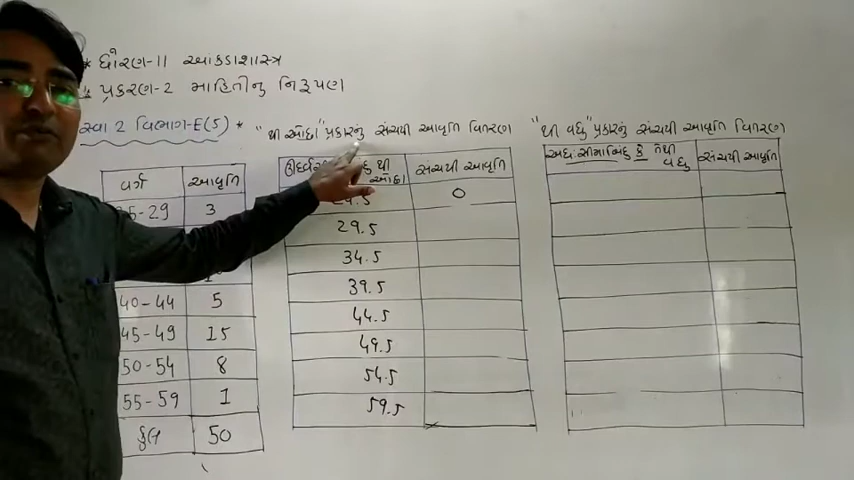 * ધોરણ-11 આંકડાશાસ્ત્ર
પ્રકરણ-2 માહિતીનુ નિરૂપણ
સ્વા 2 વિભાગ-E(5) *
વર્ગ આવૃતિ
-29 3
40-44 5
45-49 15
50-54 8
55-59 1
કુલ 50
"થી ઓછા" પ્રકારનું સંચયી આવૃતિ વિતરણ
સંચયી આવૃતિ
ઓછા
0
29.5
34.5
39.5
44.5
49.5
54.5
59.5
"થી વધુ" પ્રકારનું સંચયી આવૃતિ વિતરણ
અધઃસીમાબિંદુ કે તેથી વધુ સંચયી આવૃતિ